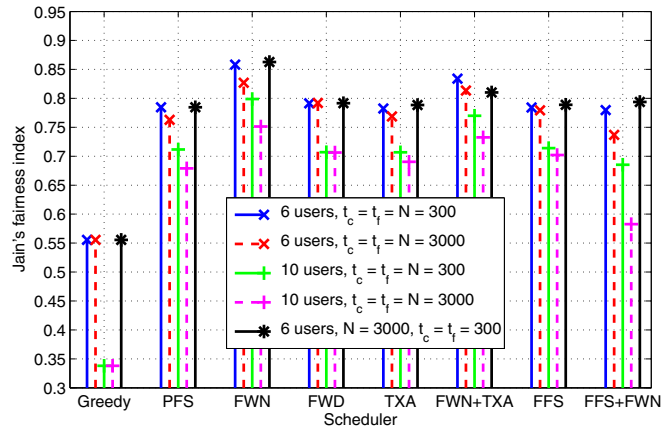 0.9
0.85
0.8
0.75
0.7
0.65
0.6
0.55
0.5
0.45
0.4
0.35
0.3
Jain's fairness index
6 users, t_c = t_f = N = 300
6 users, t_c = t_f = N = 3000
10 users, t_c = t_f = N = 300
10 users, t_c = t_f = N = 3000
6 users, N = 3000, t_c = t_f = 300
Greedy PFS FWN FWD TXA FWN+TXA FFS FFS+FWN
Scheduler